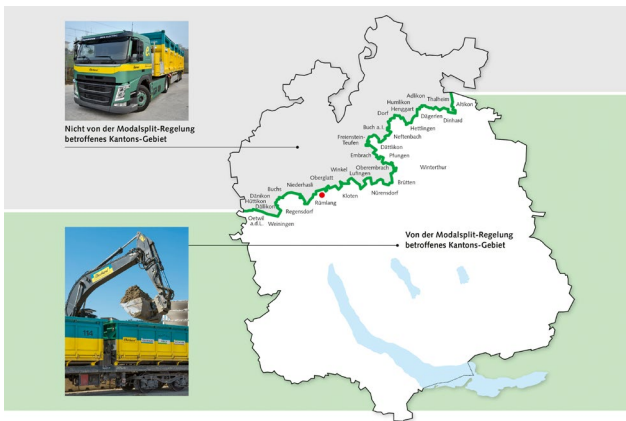 Nicht von der Modalsplit-Regelung
betroffenes Kantons-Gebiet
Adlikon
Thalheim
Altikon
Humlikon
Henggart
Dorf
Dägerlen
Dinhard
Buch a.I.
Hettlingen
Neftenbach
Freienstein-
Teufen
Dättlikon
Pfungen
Embrach
Winterthur
Oberembrach
Winkel
Lufingen
Oberglatt
Brütten
Niederhasli
Nürensdorf
Kloten
Buchs
Rümlang
Dänikon
Hüttikon
Dällikon
Regensdorf
Oetwil
a.d.L.
Weiningen
Von der Modalsplit-Regelung
betroffenes Kantons-Gebiet